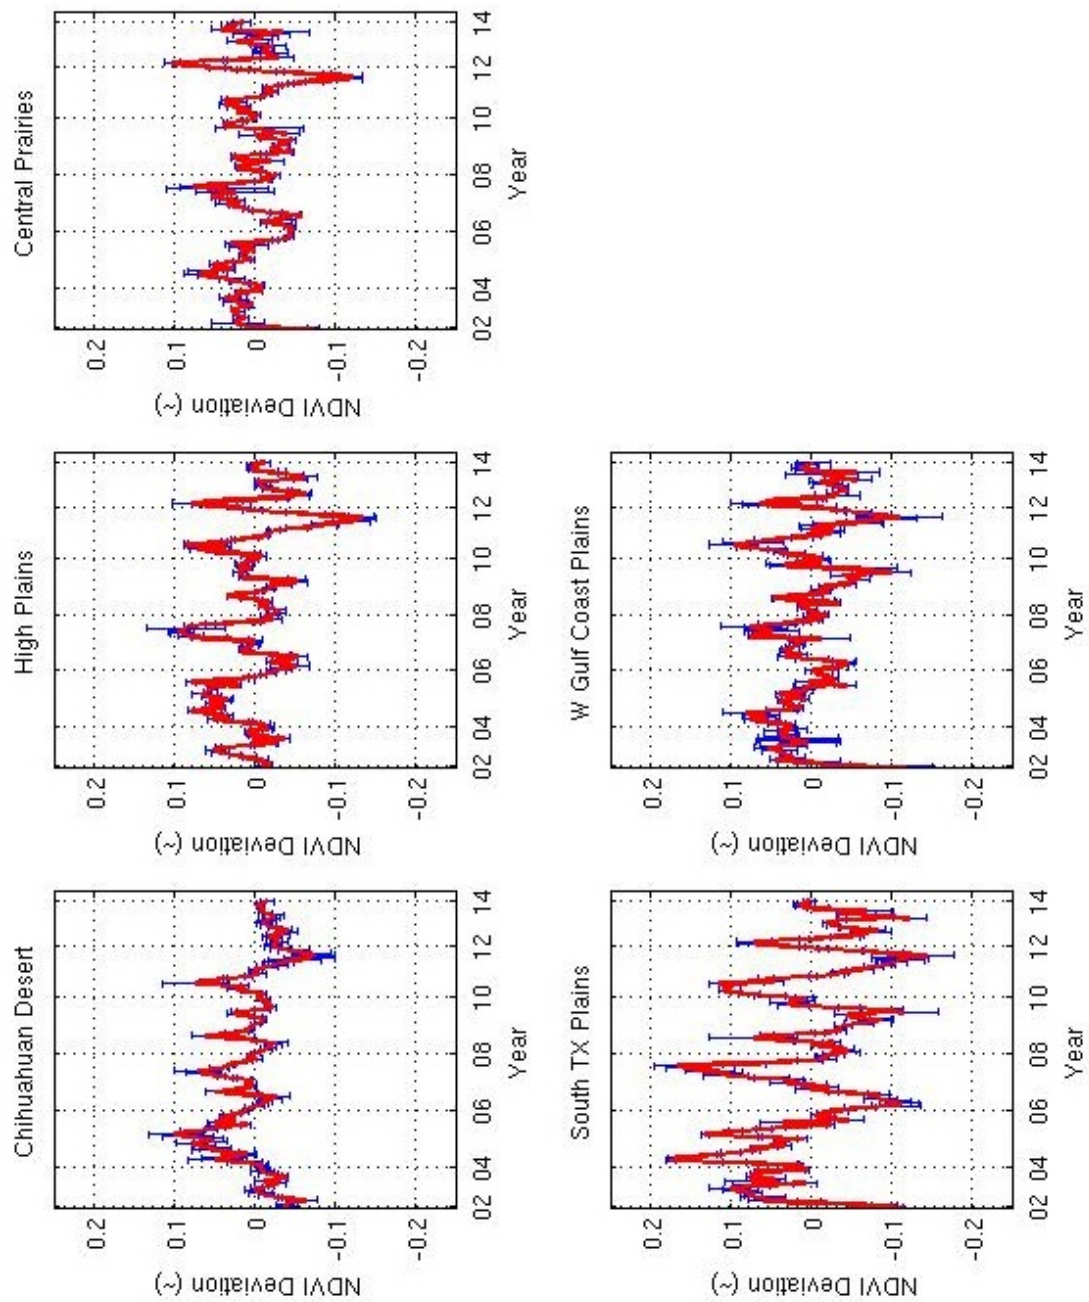 Chihuahuan Desert
NDVI Deviation (~)
0.2
0.1
0
-0.1
-0.2
02 04 06 08 10 12 14
Year
High Plains
NDVI Deviation (~)
0.2
0.1
0
-0.1
-0.2
02 04 06 08 10 12 14
Year
Central Prairies
NDVI Deviation (~)
0.2
0.1
0
-0.1
-0.2
02 04 06 08 10 12 14
Year
South TX Plains
NDVI Deviation (~)
0.2
0.1
0
-0.1
-0.2
02 04 06 08 10 12 14
Year
W Gulf Coast Plains
NDVI Deviation (~)
0.2
0.1
0
-0.1
-0.2
02 04 06 08 10 12 14
Year